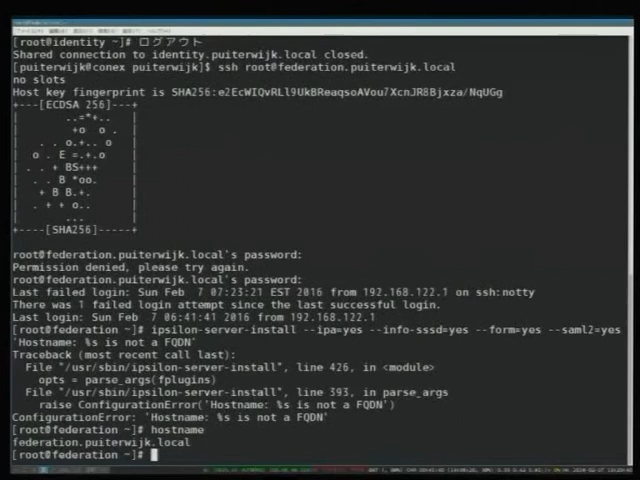 [root@identity ~]# ログアウト
Shared connection to identity.puiterwijk.local closed.
[puiterwijk@conex puiterwijk]$ ssh root@federation.puiterwijk.local
no slots
Host key fingerprint is SHA256:e2EcWIQvRLl9UkBReaqsoAVou7XcnJR8Bjxza/NqUGg
+---[ECDSA 256]---+
|      ..=*+..    |
|       +o  o .   |
|   . . o.+.. o   |
|  o . E =.+.o    |
| . . + BS+++     |
|  . . B *oo.     |
|   + B B.+.      |
|  . + + o..      |
|      ...        |
+----[SHA256]-----+
root@federation.puiterwijk.local's password:
Permission denied, please try again.
root@federation.puiterwijk.local's password:
Last failed login: Sun Feb  7 07:23:21 EST 2016 from 192.168.122.1 on ssh:notty
There was 1 failed login attempt since the last successful login.
Last login: Sun Feb  7 06:41:41 2016 from 192.168.122.1
[root@federation ~]# ipsilon-server-install --ipa=yes --info-sssd=yes --form=yes --saml2=yes
'Hostname: %s is not a FQDN'
Traceback (most recent call last):
  File "/usr/sbin/ipsilon-server-install", line 426, in <module>
    opts = parse_args(fplugins)
  File "/usr/sbin/ipsilon-server-install", line 393, in parse_args
    raise ConfigurationError('Hostname: %s is not a FQDN')
ConfigurationError: 'Hostname: %s is not a FQDN'
[root@federation ~]# hostname
federation.puiterwijk.local
[root@federation ~]#